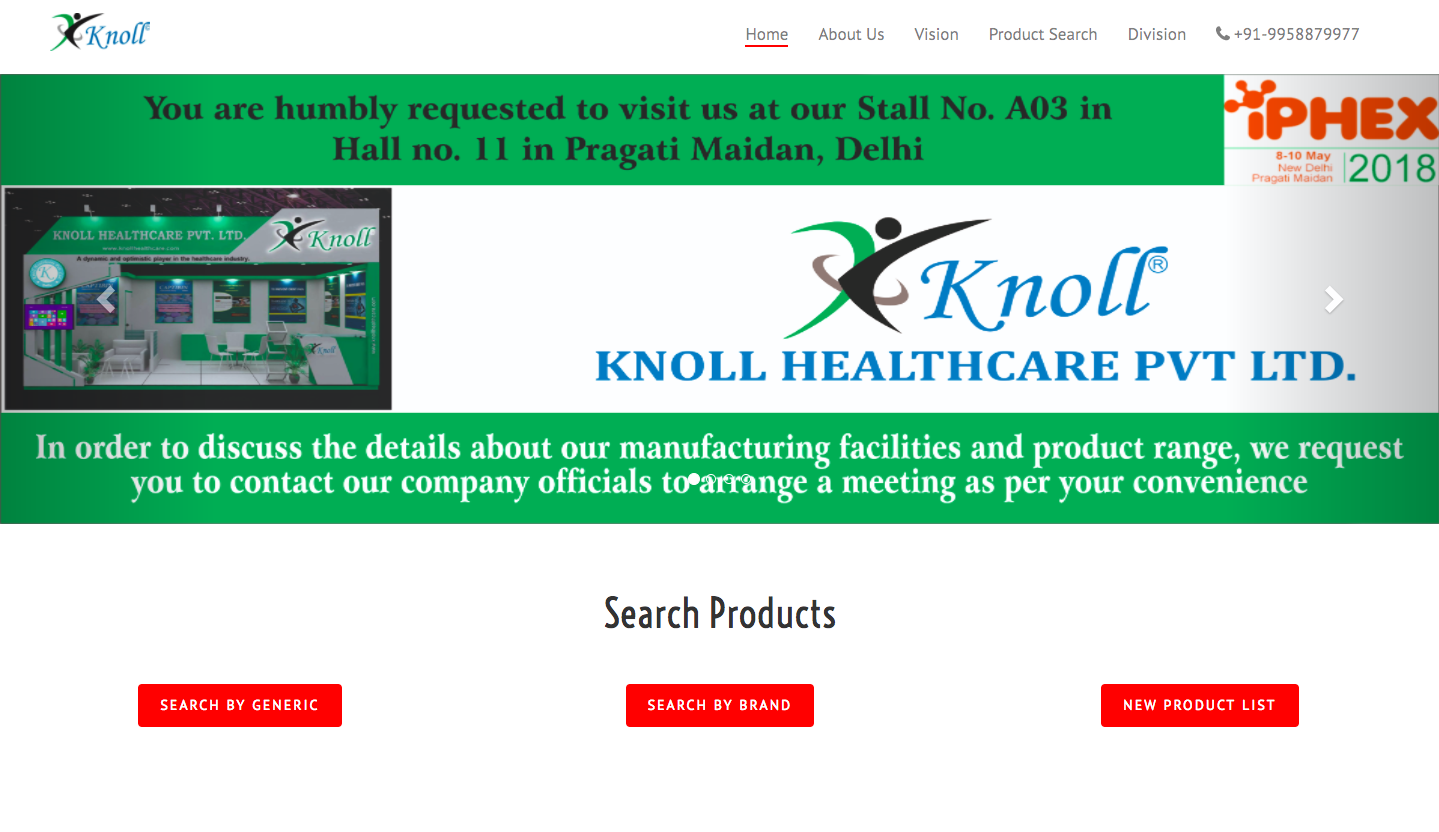 Knoll®
Home About Us Vision Product Search Division +91-9958879977
You are humbly requested to visit us at our Stall No. A03 in
Hall no. 11 in Pragati Maidan, Delhi
iPHEX
8-10 May
New Delhi
Pragati Maidan
2018
KNOLL HEALTHCARE PVT. LTD.
www.knollhealthcare.com
Knoll
A dynamic and optimistic player in the healthcare industry.
K
Knoll
Knoll®
KNOLL HEALTHCARE PVT LTD.
In order to discuss the details about our manufacturing facilities and product range, we request
you to contact our company officials to arrange a meeting as per your convenience
Search Products
SEARCH BY GENERIC
SEARCH BY BRAND
NEW PRODUCT LIST